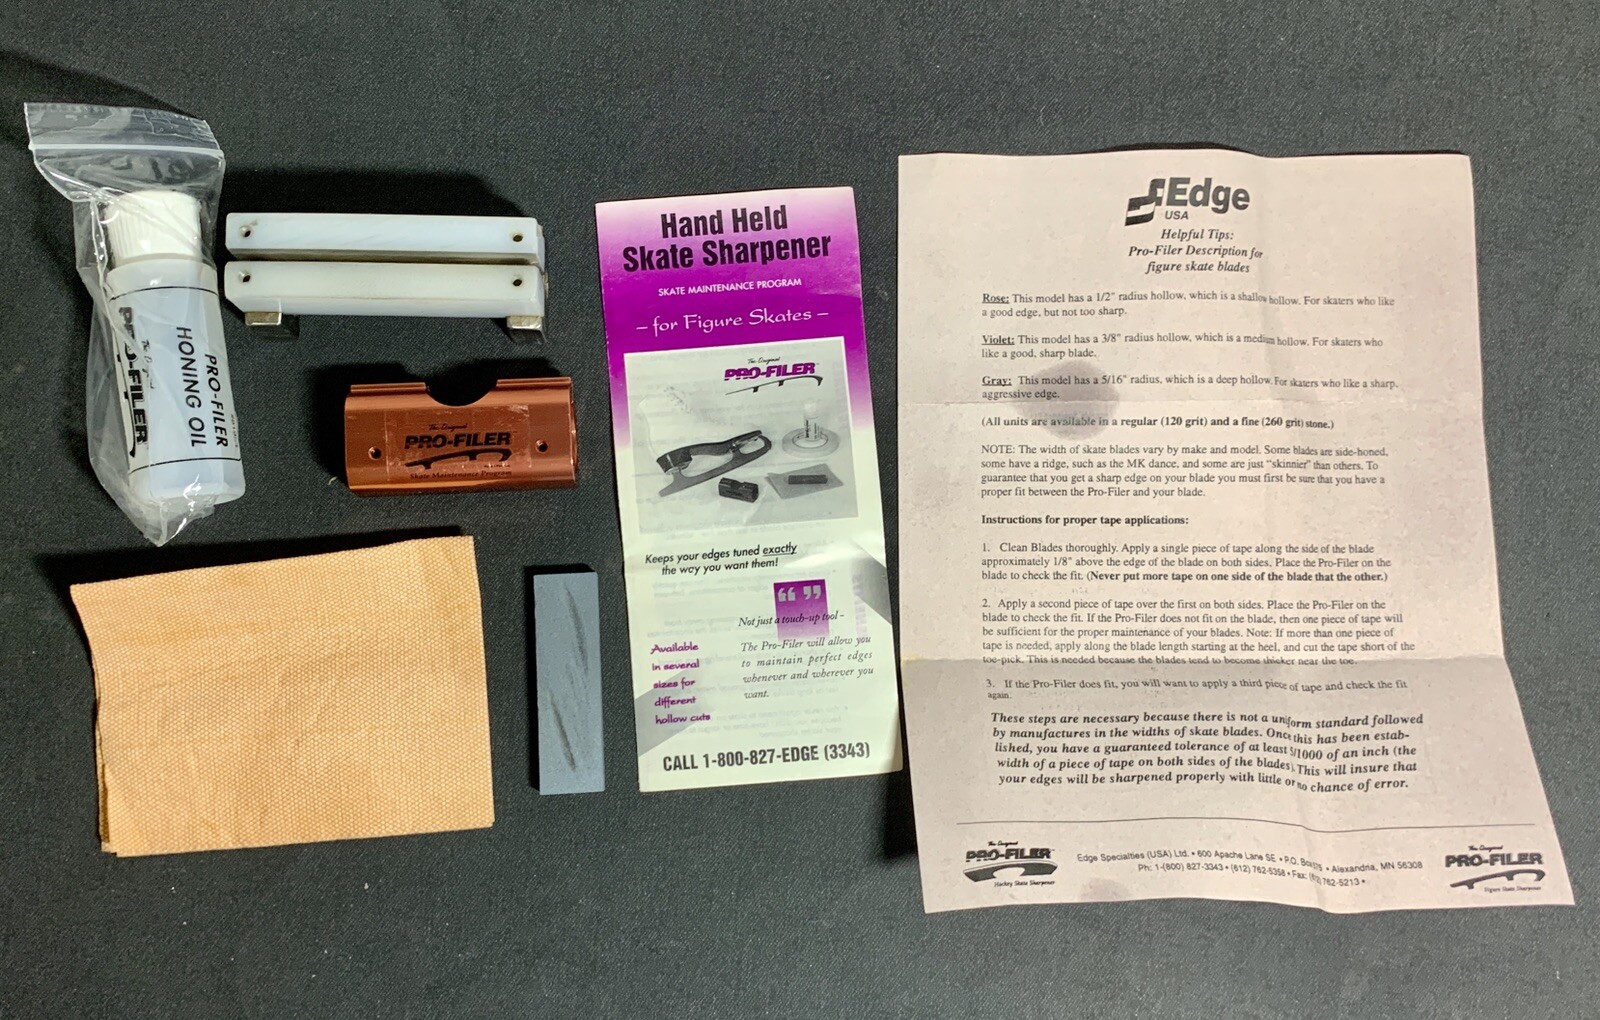 PRO-FILER
HONING OIL
The Original
PRO-FILER
The Original
PRO-FILER
Skate Maintenance Program
Hand Held
Skate Sharpener
SKATE MAINTENANCE PROGRAM
– for Figure Skates –
The Original
PRO-FILER
Keeps your edges tuned exactly
the way you want them!
Not just a touch-up tool –
The Pro-Filer will allow you
to maintain perfect edges
whenever and wherever you
want.
Available
in several
sizes for
different
hollow cuts
CALL 1-800-827-EDGE (3343)
Edge
USA
Helpful Tips:
Pro-Filer Description for
figure skate blades
Rose: This model has a 1/2" radius hollow, which is a shallow hollow. For skaters who like
a good edge, but not too sharp.
Violet: This model has a 3/8" radius hollow, which is a medium hollow. For skaters who
like a good, sharp blade.
Gray: This model has a 5/16" radius, which is a deep hollow. For skaters who like a sharp,
aggressive edge.
(All units are available in a regular (120 grit) and a fine (260 grit) stone.)
NOTE: The width of skate blades vary by make and model. Some blades are side-honed,
some have a ridge, such as the MK dance, and some are just "skinnier" than others. To
guarantee that you get a sharp edge on your blade you must first be sure that you have a
proper fit between the Pro-Filer and your blade.
Instructions for proper tape applications:
1. Clean Blades thoroughly. Apply a single piece of tape along the side of the blade
approximately 1/8" above the edge of the blade on both sides. Place the Pro-Filer on the
blade to check the fit. (Never put more tape on one side of the blade that the other.)
2. Apply a second piece of tape over the first on both sides. Place the Pro-Filer on the
blade to check the fit. If the Pro-Filer does not fit on the blade, then one piece of tape will
be sufficient for the proper maintenance of your blades. Note: If more than one piece of
tape is needed, apply along the blade length starting at the heel, and cut the tape short of the
toe-pick. This is needed because the blades tend to become thicker near the toe.
3. If the Pro-Filer does fit, you will want to apply a third piece of tape and check the fit
again.
These steps are necessary because there is not a uniform standard followed
by manufactures in the widths of skate blades. Once this has been estab-
lished, you have a guaranteed tolerance of at least 5/1000 of an inch (the
width of a piece of tape on both sides of the blades). This will insure that
your edges will be sharpened properly with little or no chance of error.
The Original
PRO-FILER
Hockey Skate Sharpener
Edge Specialties (USA) Ltd. • 600 Apache Lane SE • P.O. Box • Alexandria, MN 56308
Ph: 1-(800) 827-3343 • (612) 762-5358 • Fax: (612) 762-5213 •
The Original
PRO-FILER
Figure Skate Sharpener